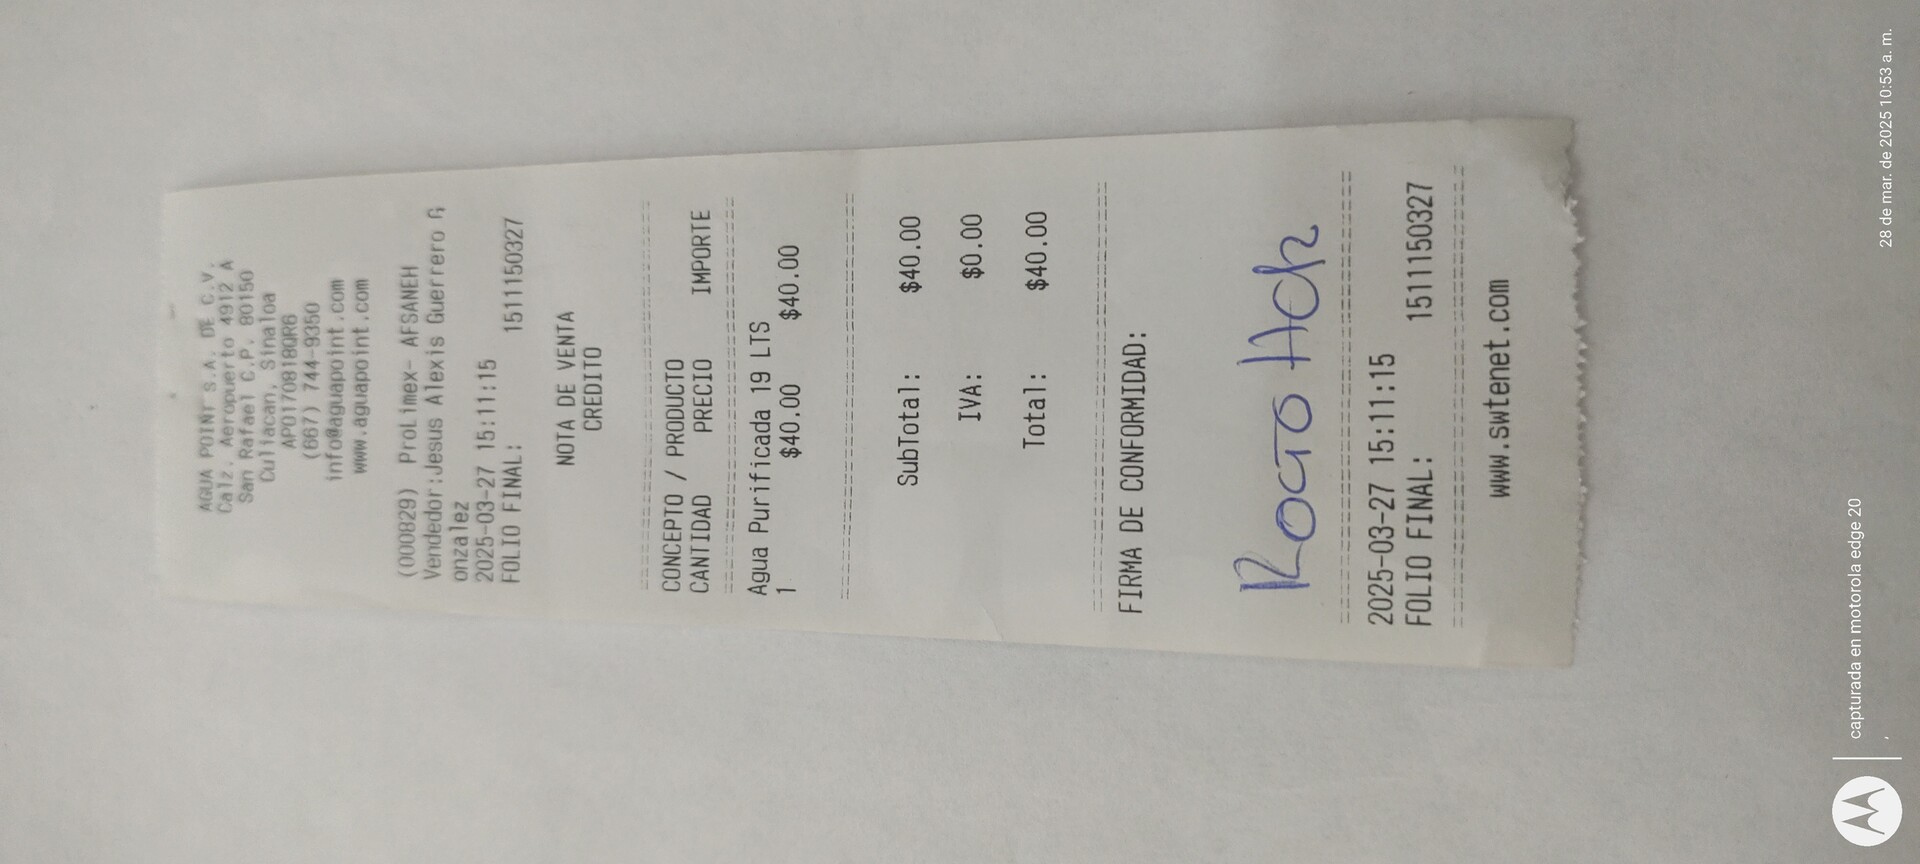 AGUA POINT S.A. DE C.V.
Calz. Aeropuerto 4912 A
San Rafael C.P. 80150
Culiacan, Sinaloa
APO170818QR6
(667) 744-9350
info@aguapoint.com
www.aguapoint.com
(000829) Prolimex- AFSANEH
Vendedor:Jesus Alexis Guerrero G
onzalez
2025-03-27 15:11:15
FOLIO FINAL: 1511150327
NOTA DE VENTA
CREDITO
CONCEPTO / PRODUCTO
CANTIDAD PRECIO IMPORTE
Agua Purificada 19 LTS
1 $40.00 $40.00
SubTotal: $40.00
IVA: $0.00
Total: $40.00
FIRMA DE CONFORMIDAD:
Rocio Hdz
2025-03-27 15:11:15
FOLIO FINAL: 1511150327
www.swtenet.com
capturada en motorola edge 20
28 de mar. de 2025 10:53 a. m.